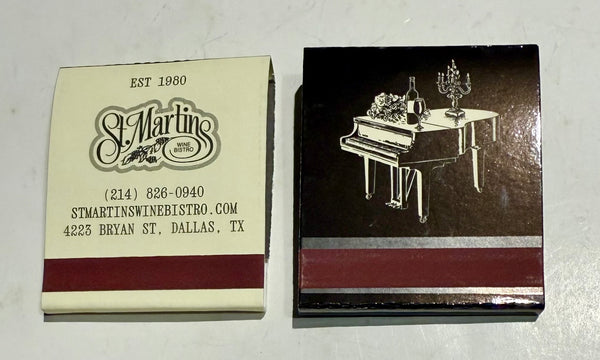 EST 1980
St. Martins
WINE
BISTRO
(214) 826-0940
STMARTINSWINEBISTRO.COM
4223 BRYAN ST, DALLAS, TX